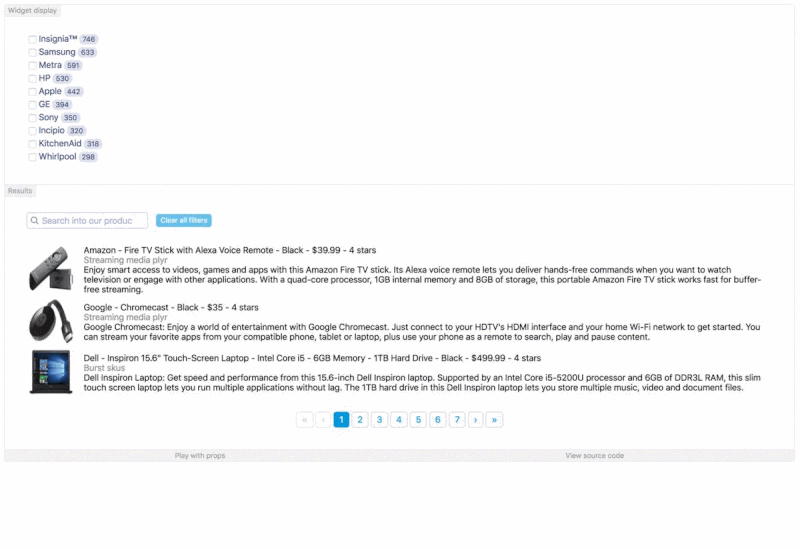 Widget display
Insignia™ 746
Samsung 633
Metra 591
HP 530
Apple 442
GE 394
Sony 350
Incipio 320
KitchenAid 318
Whirlpool 298
Results
Search into our produc
Clear all filters
Amazon - Fire TV Stick with Alexa Voice Remote - Black - $39.99 - 4 stars
Streaming media plyr
Enjoy smart access to videos, games and apps with this Amazon Fire TV stick. Its Alexa voice remote lets you deliver hands-free commands when you want to watch
television or engage with other applications. With a quad-core processor, 1GB internal memory and 8GB of storage, this portable Amazon Fire TV stick works fast for buffer-
free streaming.
Google - Chromecast - Black - $35 - 4 stars
Streaming media plyr
Google Chromecast: Enjoy a world of entertainment with Google Chromecast. Just connect to your HDTV's HDMI interface and your home Wi-Fi network to get started. You
can stream your favorite apps from your compatible phone, tablet or laptop, plus use your phone as a remote to search, play and pause content.
Dell - Inspiron 15.6" Touch-Screen Laptop - Intel Core i5 - 6GB Memory - 1TB Hard Drive - Black - $499.99 - 4 stars
Burst skus
Dell Inspiron Laptop: Get speed and performance from this 15.6-inch Dell Inspiron laptop. Supported by an Intel Core i5-5200U processor and 6GB of DDR3L RAM, this slim
touch screen laptop lets you run multiple applications without lag. The 1TB hard drive in this Dell Inspiron laptop lets you store multiple music, video and document files.
« ‹ 1 2 3 4 5 6 7 › »
Play with props
View source code